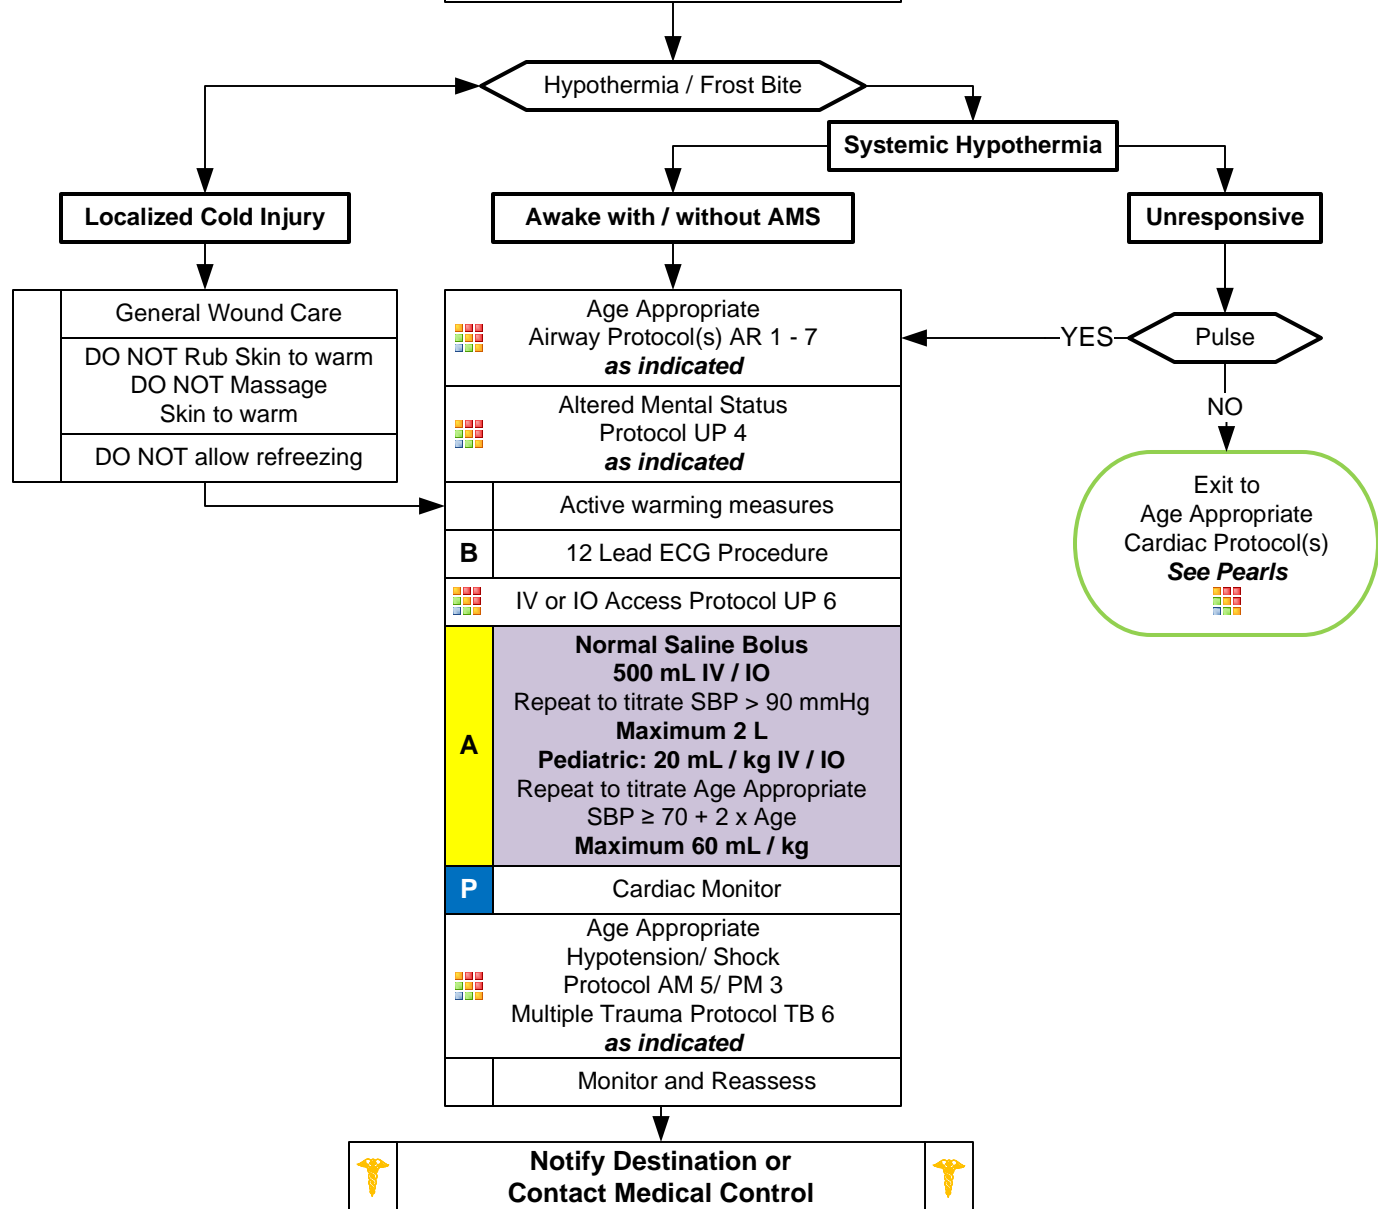 Hypothermia / Frost Bite
Systemic Hypothermia
Localized Cold Injury
Awake with / without AMS
Unresponsive
General Wound Care
DO NOT Rub Skin to warm
DO NOT Massage
Skin to warm
DO NOT allow refreezing
Age Appropriate
Airway Protocol(s) AR 1 - 7
as indicated
YES
Pulse
NO
Altered Mental Status
Protocol UP 4
as indicated
Exit to
Age Appropriate
Cardiac Protocol(s)
See Pearls
Active warming measures
B
12 Lead ECG Procedure
IV or IO Access Protocol UP 6
A
Normal Saline Bolus
500 mL IV / IO
Repeat to titrate SBP > 90 mmHg
Maximum 2 L
Pediatric: 20 mL / kg IV / IO
Repeat to titrate Age Appropriate
SBP ≥ 70 + 2 x Age
Maximum 60 mL / kg
P
Cardiac Monitor
Age Appropriate
Hypotension/ Shock
Protocol AM 5/ PM 3
Multiple Trauma Protocol TB 6
as indicated
Monitor and Reassess
Notify Destination or
Contact Medical Control